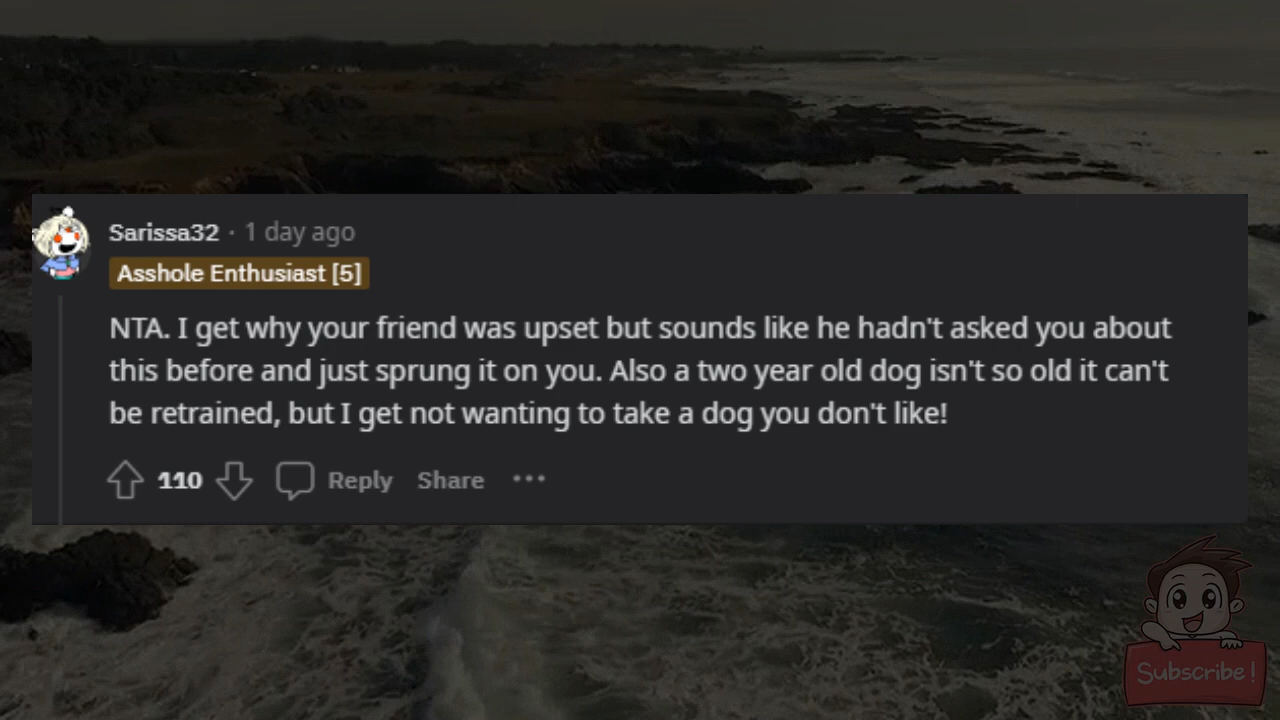 Sarissa32 · 1 day ago
Asshole Enthusiast [5]
NTA. I get why your friend was upset but sounds like he hadn't asked you about
this before and just sprung it on you. Also a two year old dog isn't so old it can't
be retrained, but I get not wanting to take a dog you don't like!
110 Reply Share ···
Subscribe!